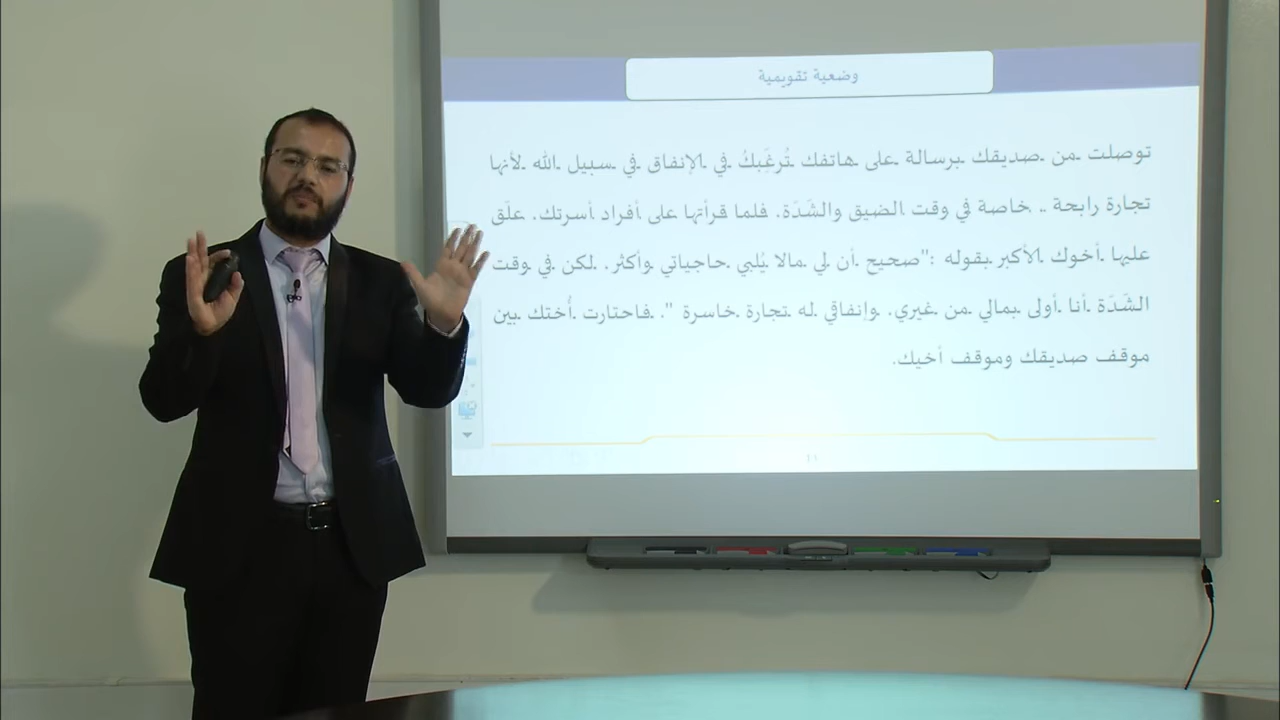 وضعية تقويمية
توصلت من صديقك برسالة على هاتفك تُرغَبكُ في الإنفاق في سبيل الله لأنها
تجارة رابحة .. خاصة في وقت الضيق والشَدَة. فلما قرأتها على أفراد أسرتك. علّق
عليها أخوك الأكبر بقوله :"صحيح أن لي مالا يُلبي حاجياتي وأكثر. لكن في وقت
الشَدَة أنا أولى بمالي من غيري. وإنفاقي له تجارة خاسرة ". فاحتارت أُختك بين
موقف صديقك وموقف أخيك.
١١